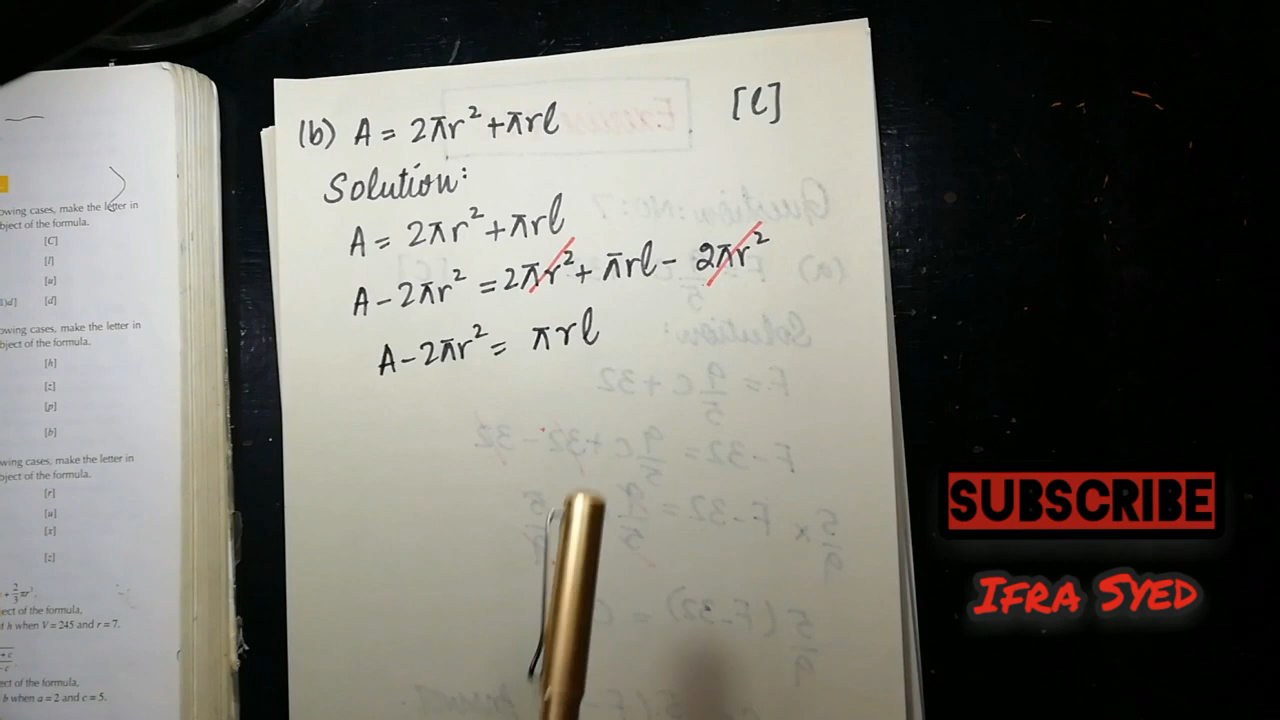 (b) A = 2πr² + πrl [l]
Solution:
A = 2πr² + πrl
A - 2πr² = 2πr² + πrl - 2πr²
A - 2πr² = πrl
owing cases, make the letter in
bject of the formula.
[C]
[l]
[u]
[d]
owing cases, make the letter in
bject of the formula.
[h]
[z]
[p]
[b]
wing cases, make the letter in
bject of the formula.
[r]
[u]
[x]
[z]
+ 2/3 πr³.
ect of the formula,
f h when V = 245 and r = 7.
ect of the formula,
b when a = 2 and c = 5.
SUBSCRIBE
IFRA SYED